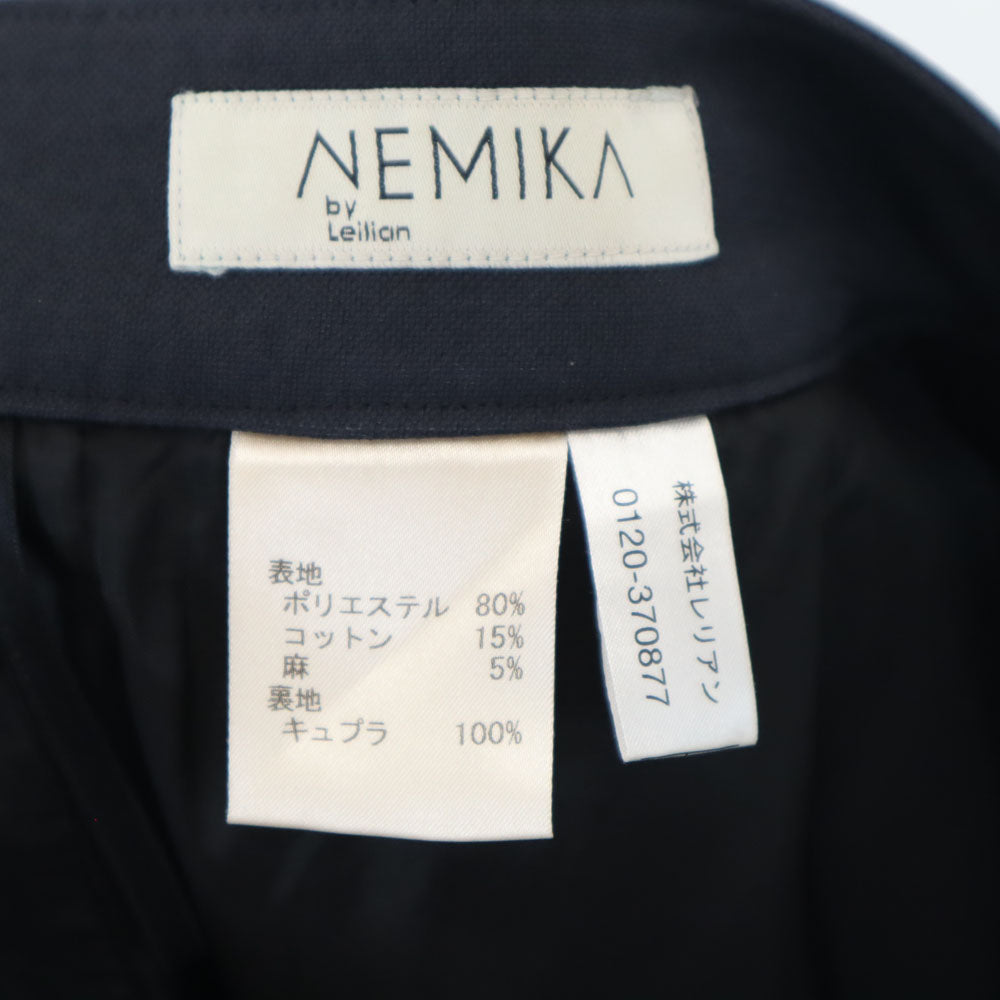 NEMIKA
by
Leilian
表地
ポリエステル 80%
コットン 15%
麻 5%
裏地
キュプラ 100%
株式会社レリアン
0120-370877